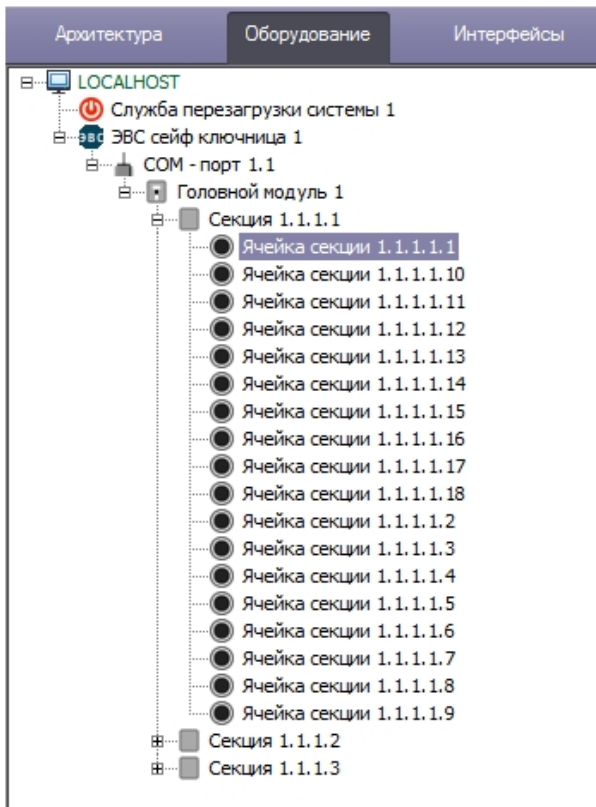 Архитектура Оборудование Интерфейсы
LOCALHOST
Служба перезагрузки системы 1
ЭВС ЭВС сейф ключница 1
COM - порт 1.1
Головной модуль 1
Секция 1.1.1.1
Ячейка секции 1.1.1.1.1
Ячейка секции 1.1.1.1.10
Ячейка секции 1.1.1.1.11
Ячейка секции 1.1.1.1.12
Ячейка секции 1.1.1.1.13
Ячейка секции 1.1.1.1.14
Ячейка секции 1.1.1.1.15
Ячейка секции 1.1.1.1.16
Ячейка секции 1.1.1.1.17
Ячейка секции 1.1.1.1.18
Ячейка секции 1.1.1.1.2
Ячейка секции 1.1.1.1.3
Ячейка секции 1.1.1.1.4
Ячейка секции 1.1.1.1.5
Ячейка секции 1.1.1.1.6
Ячейка секции 1.1.1.1.7
Ячейка секции 1.1.1.1.8
Ячейка секции 1.1.1.1.9
Секция 1.1.1.2
Секция 1.1.1.3